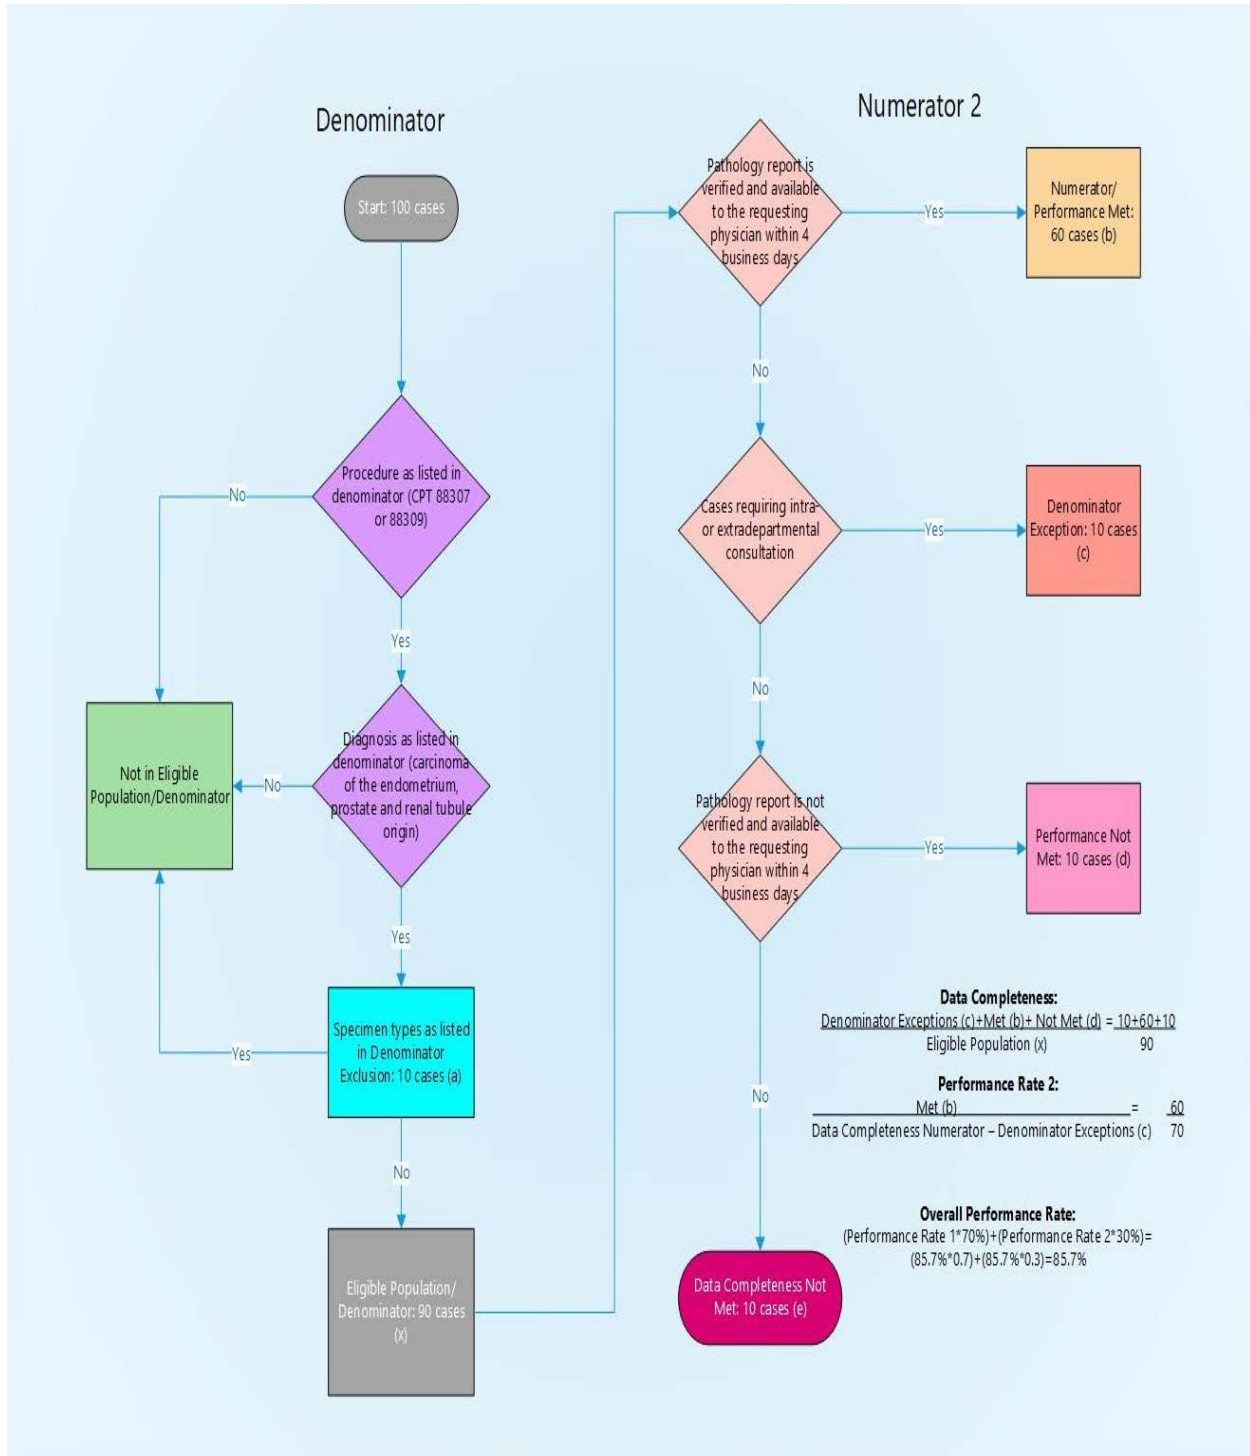 Denominator
Start: 100 cases
Procedure as listed in
denominator (CPT 88307
or 88309)
No
Yes
Diagnosis as listed in
denominator (carcinoma
of the endometrium,
prostate and renal tubule
origin)
No
Not in Eligible
Population/Denominator
Yes
Specimen types as listed
in Denominator
Exclusion: 10 cases (a)
Yes
No
Eligible Population/
Denominator: 90 cases
(x)
Numerator 2
Pathology report is
verified and available
to the requesting
physician within 4
business days
Yes
Numerator/
Performance Met:
60 cases (b)
No
Cases requiring intra-
or extradepartmental
consultation
Yes
Denominator
Exception: 10 cases
(c)
No
Pathology report is not
verified and available
to the requesting
physician within 4
business days
Yes
Performance Not
Met: 10 cases (d)
No
Data Completeness Not
Met: 10 cases (e)
Data Completeness:
Denominator Exceptions (c)+Met (b)+ Not Met (d) = 10+60+10
Eligible Population (x) 90
Performance Rate 2:
Met (b) = 60
Data Completeness Numerator – Denominator Exceptions (c) 70
Overall Performance Rate:
(Performance Rate 1*70%)+(Performance Rate 2*30%)=
(85.7%*0.7)+(85.7%*0.3)=85.7%